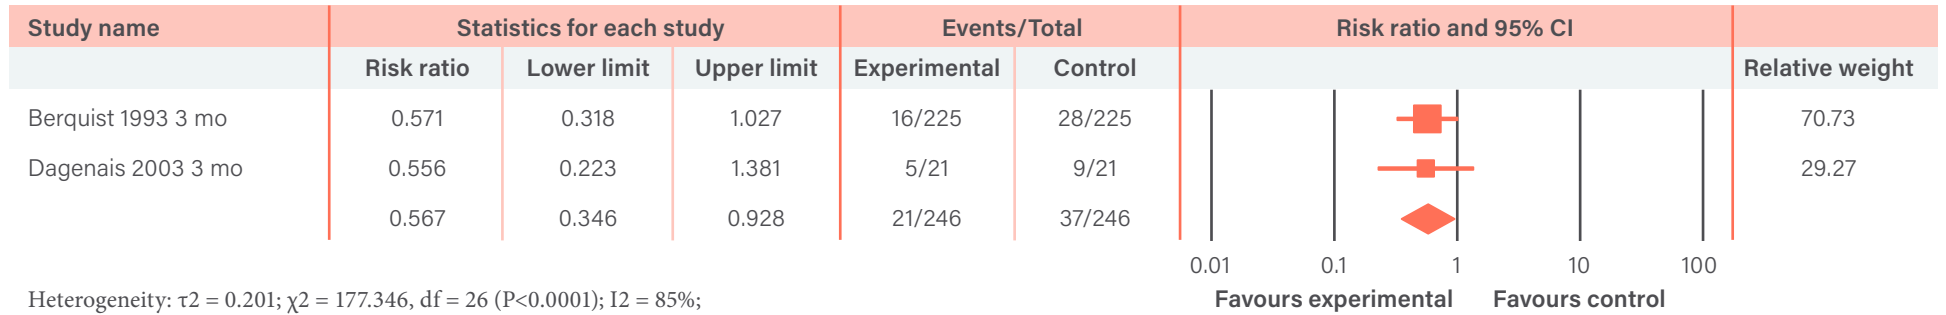 Study name Statistics for each study Events/Total Risk ratio and 95% CI
Risk ratio Lower limit Upper limit Experimental Control Relative weight
Berquist 1993 3 mo 0.571 0.318 1.027 16/225 28/225 70.73
Dagenais 2003 3 mo 0.556 0.223 1.381 5/21 9/21 29.27
0.567 0.346 0.928 21/246 37/246
0.01 0.1 1 10 100
Heterogeneity: τ2 = 0.201; χ2 = 177.346, df = 26 (P<0.0001); I2 = 85%; Favours experimental Favours control